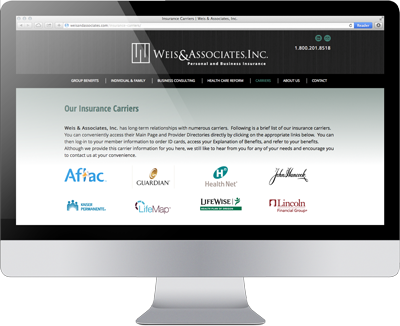 Insurance Carriers | Weis & Associates, Inc.
Reader
WEIS&ASSOCIATES,INC.
Personal and Business Insurance
1.800.201.8518
GROUP BENEFITS | INDIVIDUAL & FAMILY | BUSINESS CONSULTING | HEALTH CARE REFORM | CARRIERS | ABOUT US | CONTACT
Our Insurance Carriers
Weis & Associates, Inc. has long-term relationships with numerous carriers. Following is a brief list of our insurance carriers.
You can conveniently access their Main Page and Provider Directories directly by clicking on the appropriate links below. You can
then log-in to your member information to order ID cards, access your Explanation of Benefits, and refer to your benefits.
Although we provide this carrier information for you here, we still like to hear from you for any of your needs and encourage you
to contact us at your convenience.
Aflac GUARDIAN Health Net John Hancock
KAISER PERMANENTE LifeMap LIFEWISE Lincoln
Financial Group